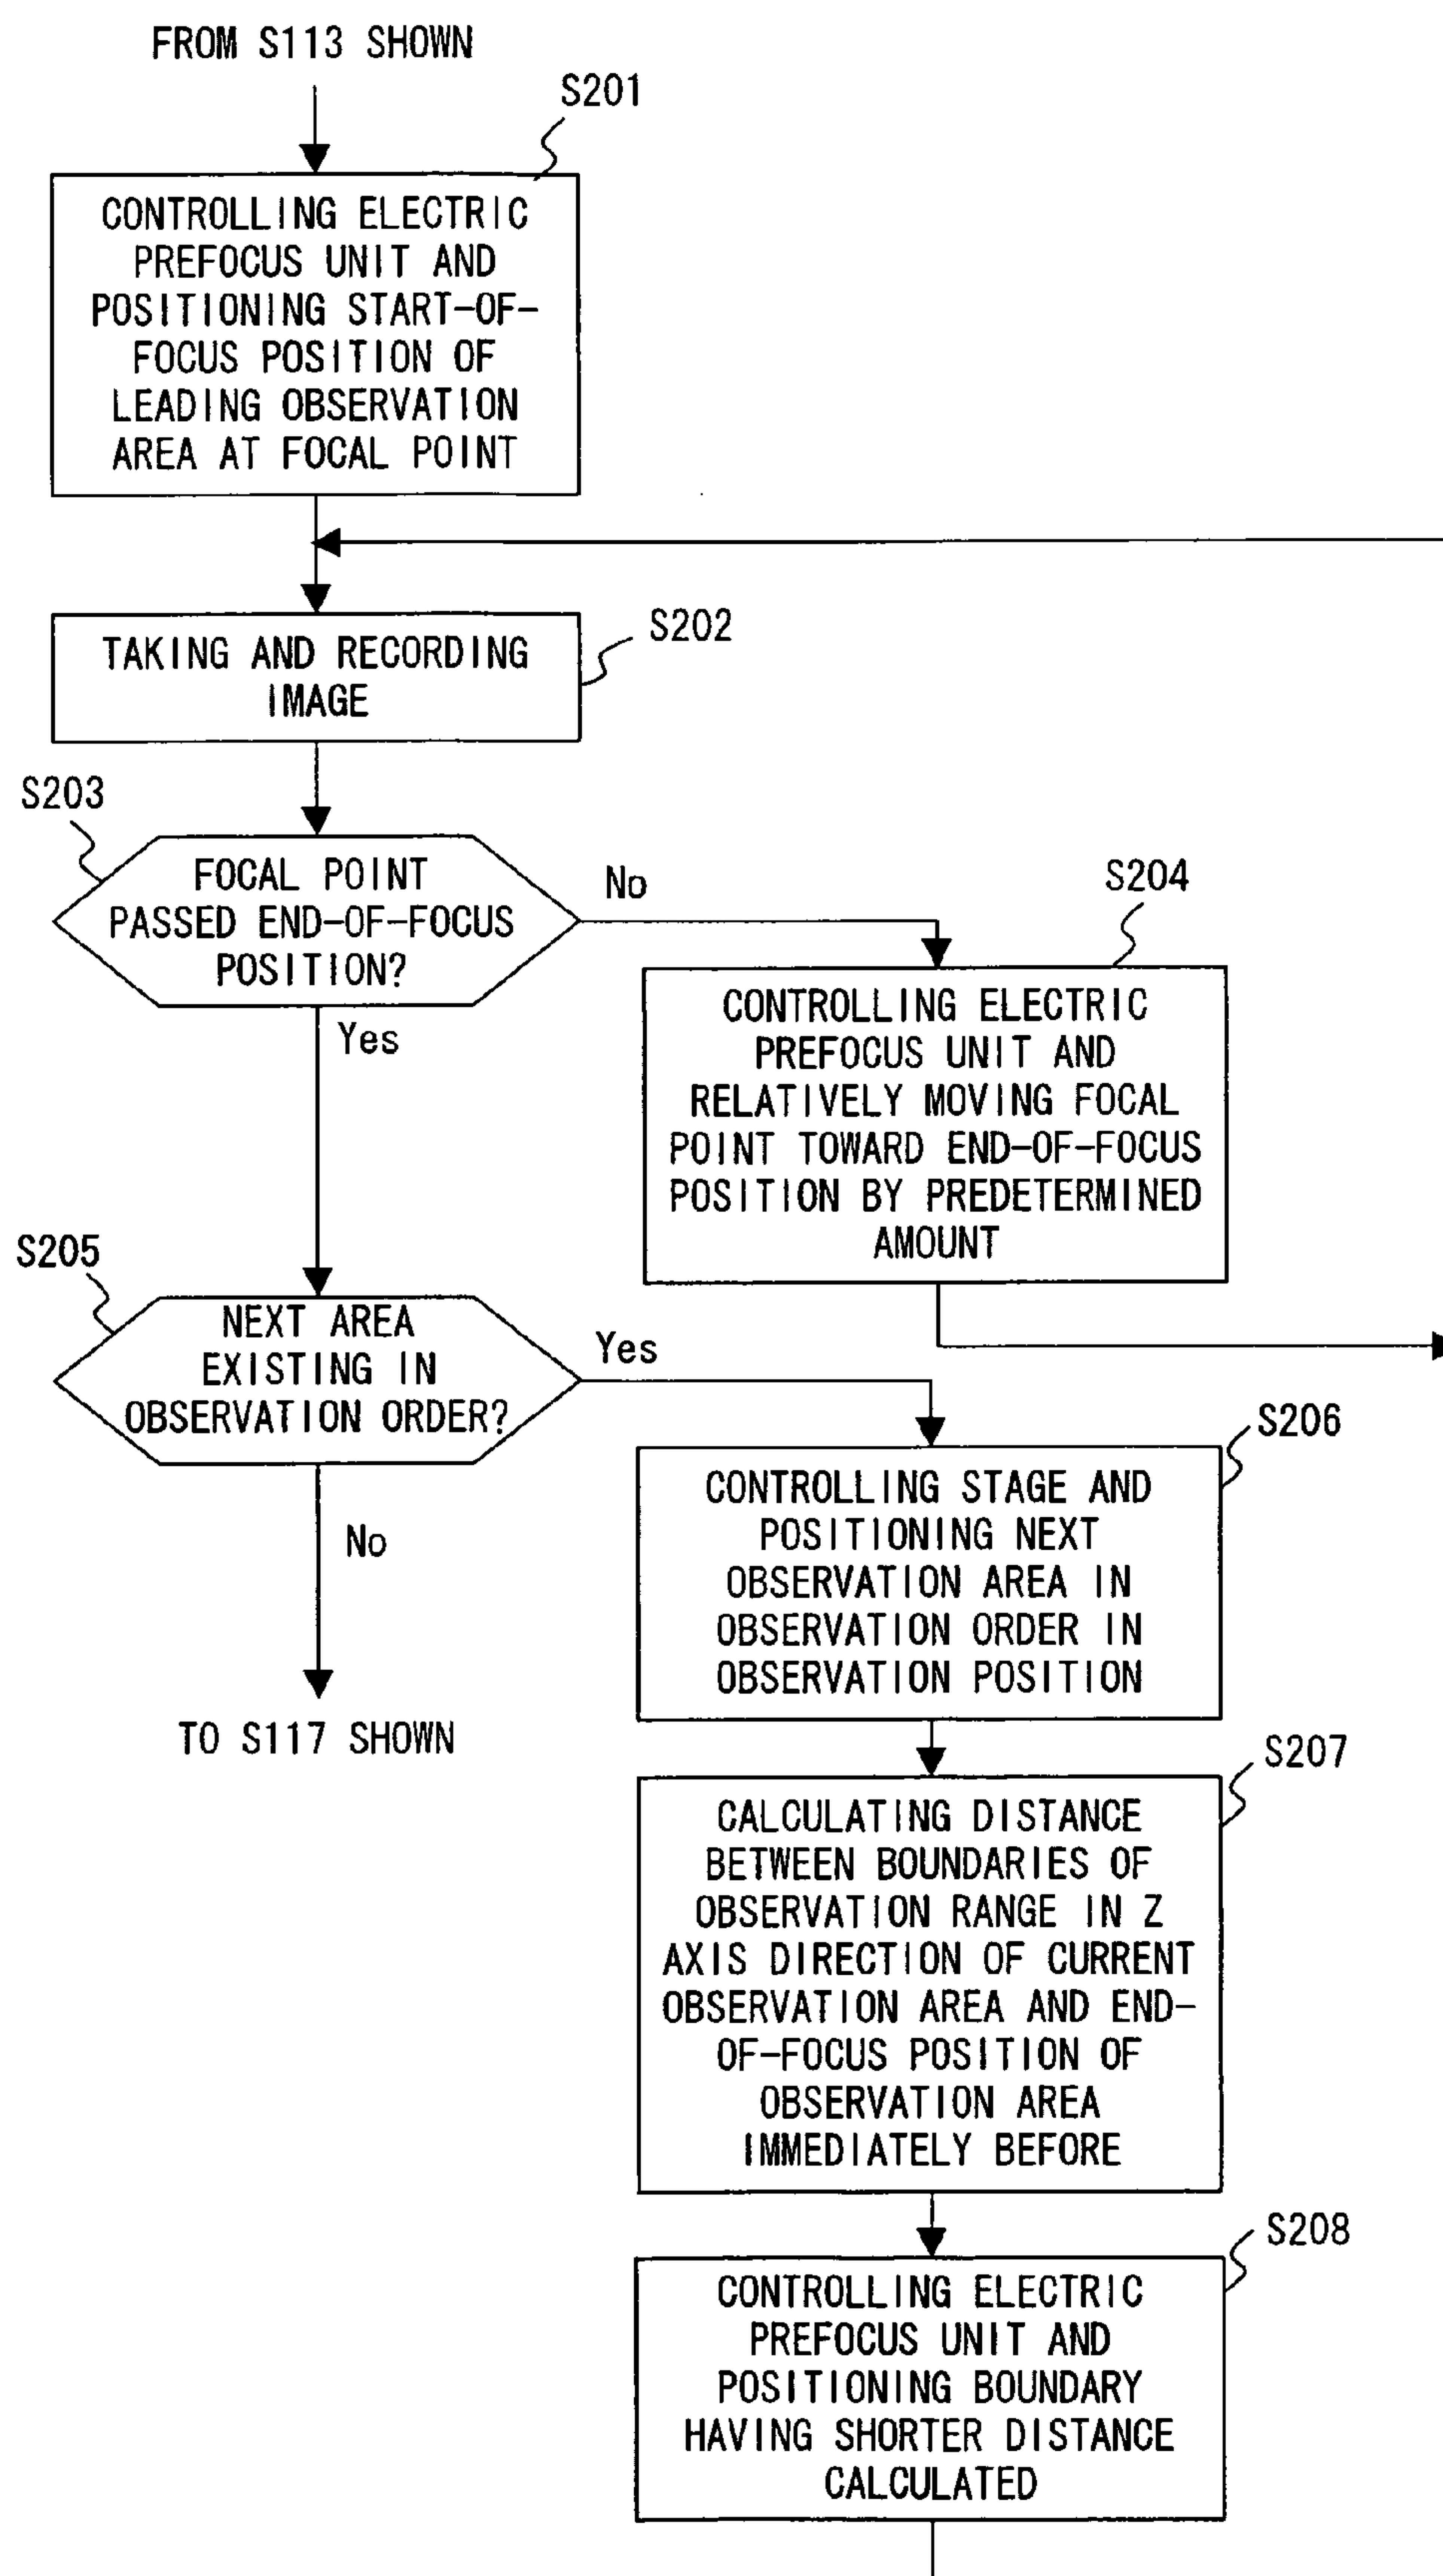 FROM S113 SHOWN
S201
CONTROLLING ELECTRIC
PREFOCUS UNIT AND
POSITIONING START-OF-
FOCUS POSITION OF
LEADING OBSERVATION
AREA AT FOCAL POINT
S202
TAKING AND RECORDING
IMAGE
S203
FOCAL POINT
PASSED END-OF-FOCUS
POSITION?
No
Yes
S204
CONTROLLING ELECTRIC
PREFOCUS UNIT AND
RELATIVELY MOVING FOCAL
POINT TOWARD END-OF-FOCUS
POSITION BY PREDETERMINED
AMOUNT
S205
NEXT AREA
EXISTING IN
OBSERVATION ORDER?
Yes
No
TO S117 SHOWN
S206
CONTROLLING STAGE AND
POSITIONING NEXT
OBSERVATION AREA IN
OBSERVATION ORDER IN
OBSERVATION POSITION
S207
CALCULATING DISTANCE
BETWEEN BOUNDARIES OF
OBSERVATION RANGE IN Z
AXIS DIRECTION OF CURRENT
OBSERVATION AREA AND END-
OF-FOCUS POSITION OF
OBSERVATION AREA
IMMEDIATELY BEFORE
S208
CONTROLLING ELECTRIC
PREFOCUS UNIT AND
POSITIONING BOUNDARY
HAVING SHORTER DISTANCE
CALCULATED